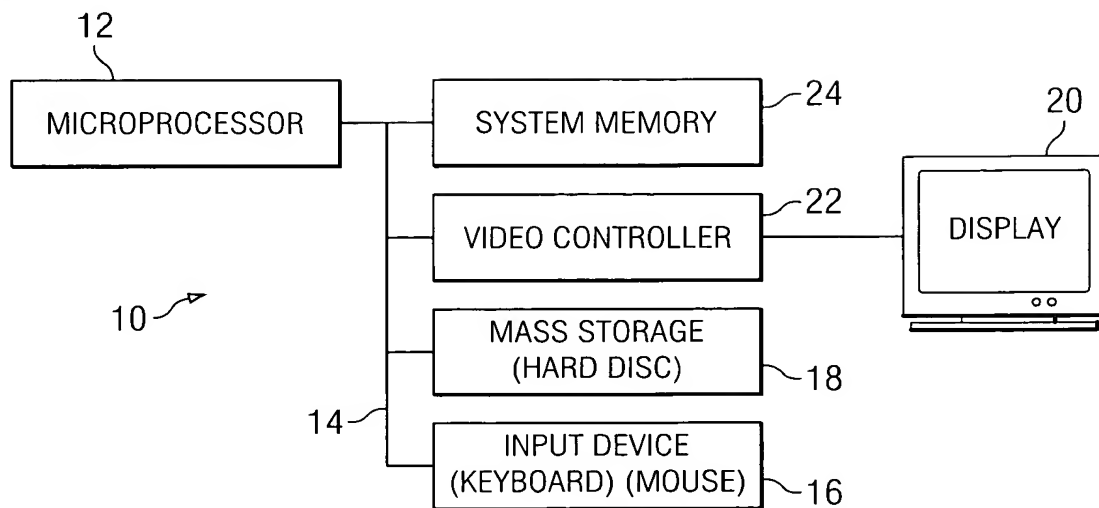 12
MICROPROCESSOR
SYSTEM MEMORY
24
20
VIDEO CONTROLLER
22
DISPLAY
10
MASS STORAGE
(HARD DISC)
18
14
INPUT DEVICE
(KEYBOARD) (MOUSE)
16